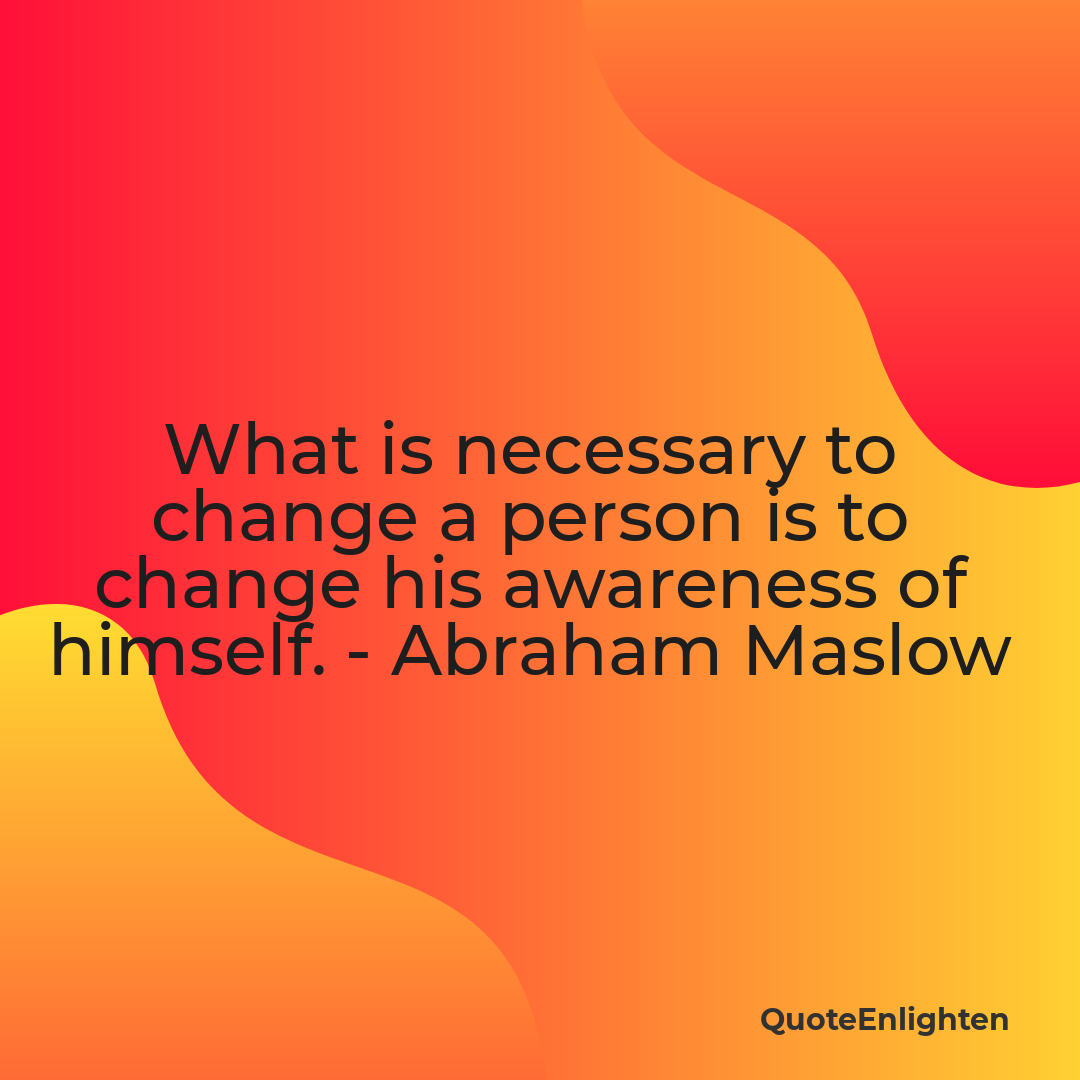 What is necessary to
change a person is to
change his awareness of
himself. - Abraham Maslow
QuoteEnlighten